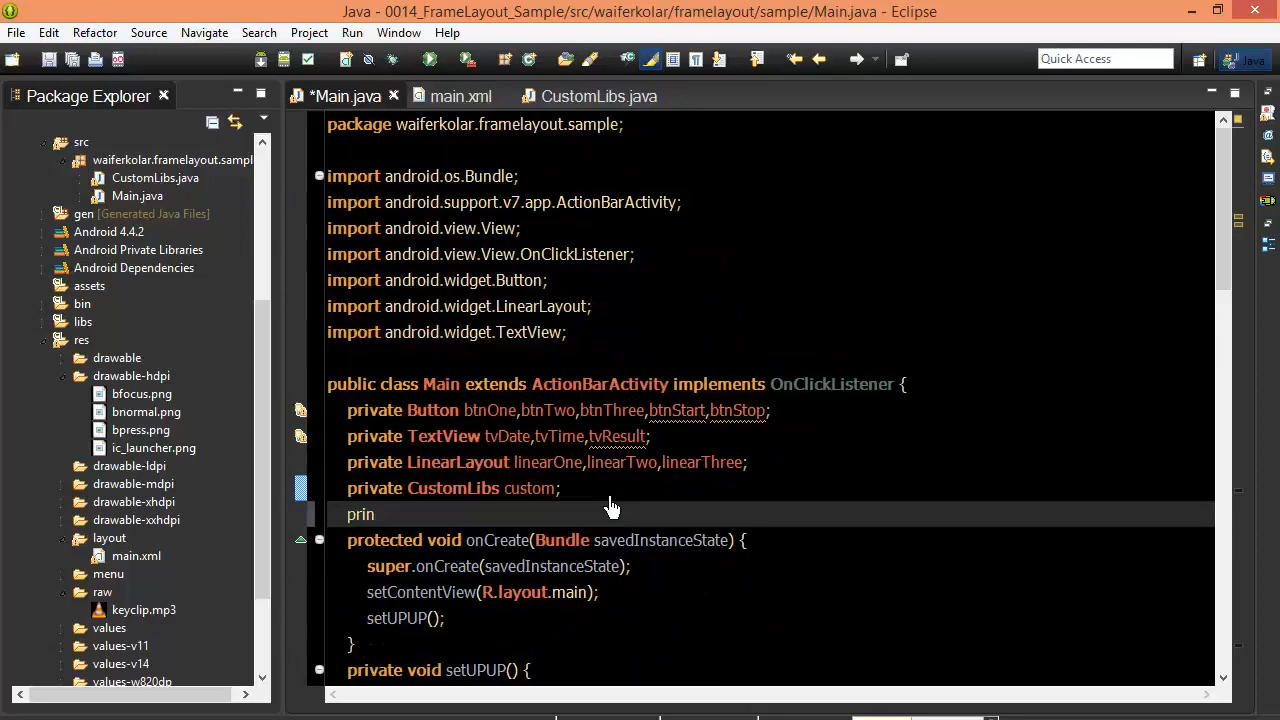 Java - 0014_FrameLayout_Sample/src/waiferkolar/framelayout/sample/Main.java - Eclipse
File Edit Refactor Source Navigate Search Project Run Window Help
Quick Access
Java
Package Explorer
*Main.java
main.xml
CustomLibs.java
src
waiferkolar.framelayout.sample
CustomLibs.java
Main.java
gen [Generated Java Files]
Android 4.4.2
Android Private Libraries
Android Dependencies
assets
bin
libs
res
drawable
drawable-hdpi
bfocus.png
bnormal.png
bpress.png
ic_launcher.png
drawable-ldpi
drawable-mdpi
drawable-xhdpi
drawable-xxhdpi
layout
main.xml
menu
raw
keyclip.mp3
values
values-v11
values-v14
values-w820dp
package waiferkolar.framelayout.sample;
import android.os.Bundle;
import android.support.v7.app.ActionBarActivity;
import android.view.View;
import android.view.View.OnClickListener;
import android.widget.Button;
import android.widget.LinearLayout;
import android.widget.TextView;
public class Main extends ActionBarActivity implements OnClickListener {
private Button btnOne,btnTwo,btnThree,btnStart,btnStop;
private TextView tvDate,tvTime,tvResult;
private LinearLayout linearOne,linearTwo,linearThree;
private CustomLibs custom;
prin
protected void onCreate(Bundle savedInstanceState) {
super.onCreate(savedInstanceState);
setContentView(R.layout.main);
setUPUP();
}
private void setUPUP() {